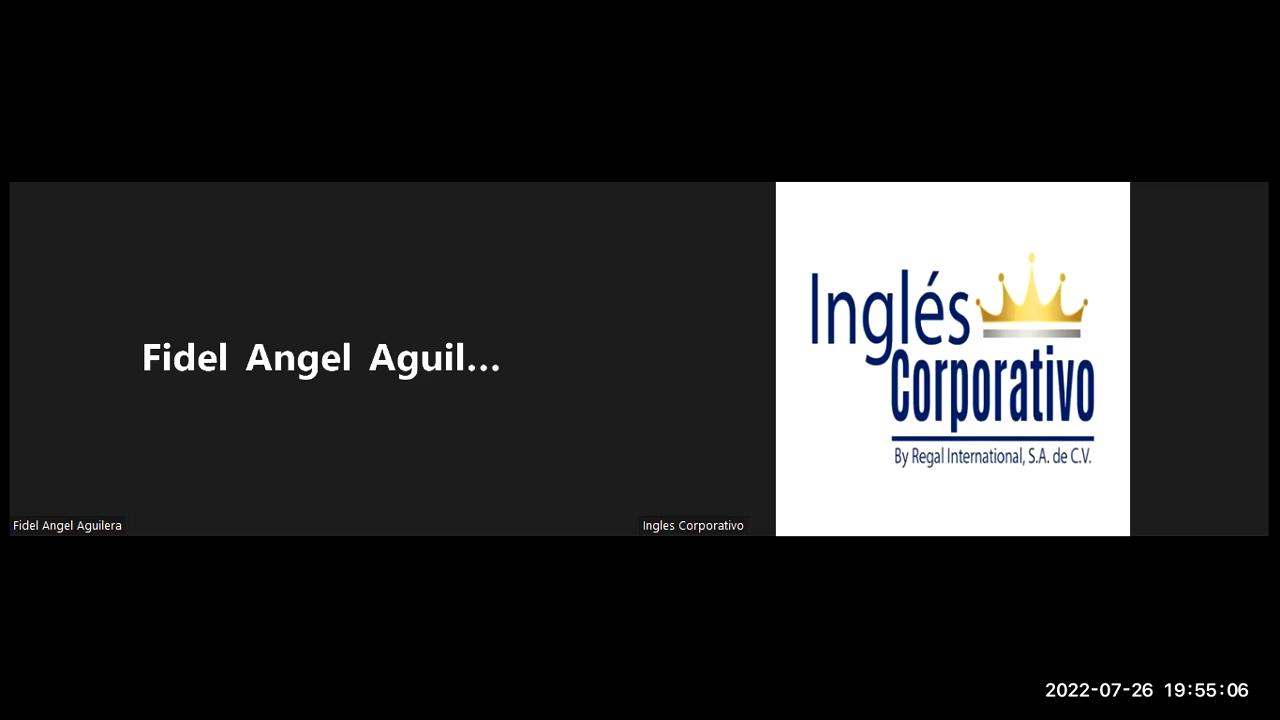 Fidel Angel Aguil...
Fidel Angel Aguilera
Inglés
Corporativo
By Regal International, S.A. de C.V.
Ingles Corporativo
2022-07-26 19:55:06